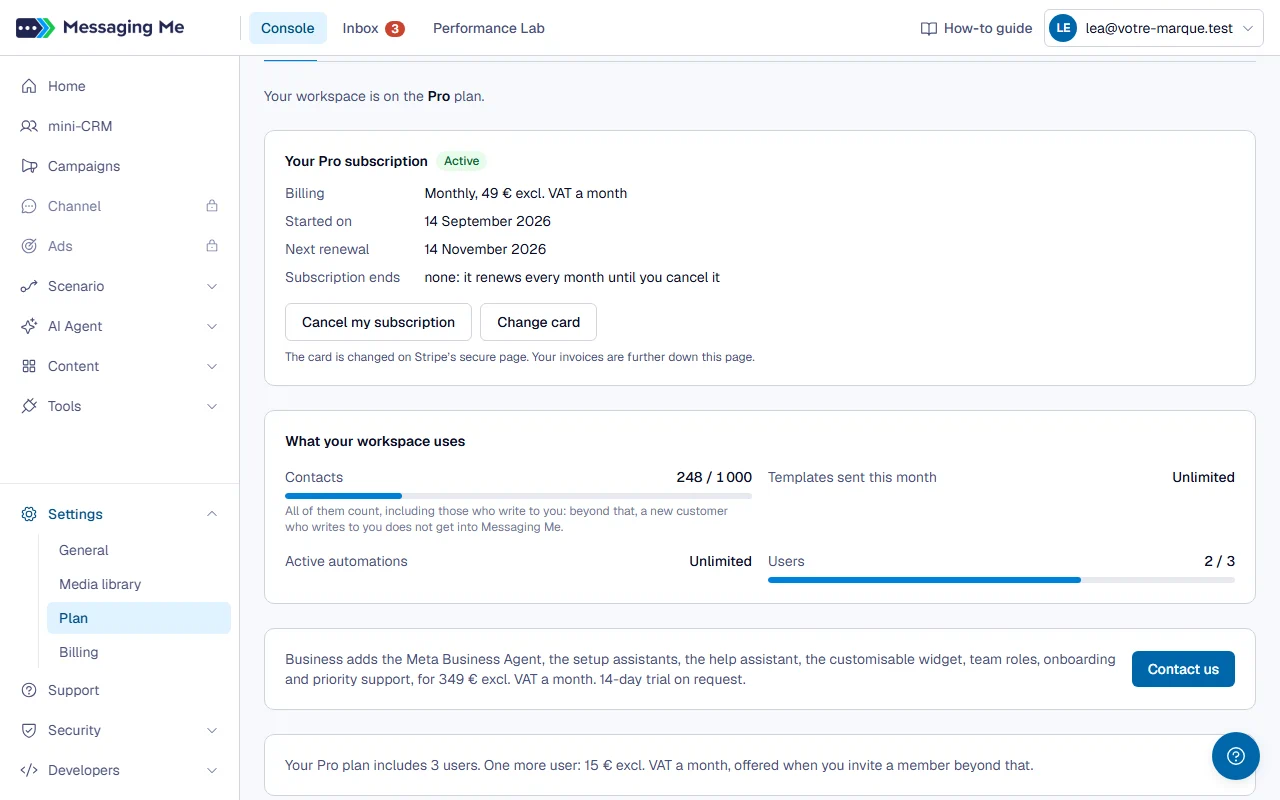 Messaging Me
Console
Inbox 3
Performance Lab
How-to guide
LE lea@votre-marque.test
Home
mini-CRM
Campaigns
Channel
Ads
Scenario
AI Agent
Content
Tools
Settings
General
Media library
Plan
Billing
Support
Security
Developers
Your workspace is on the Pro plan.
Your Pro subscription Active
Billing Monthly, 49 € excl. VAT a month
Started on 14 September 2026
Next renewal 14 November 2026
Subscription ends none: it renews every month until you cancel it
Cancel my subscription Change card
The card is changed on Stripe's secure page. Your invoices are further down this page.
What your workspace uses
Contacts 248 / 1 000
All of them count, including those who write to you: beyond that, a new customer
who writes to you does not get into Messaging Me.
Templates sent this month Unlimited
Active automations Unlimited
Users 2 / 3
Business adds the Meta Business Agent, the setup assistants, the help assistant, the customisable widget, team roles, onboarding
and priority support, for 349 € excl. VAT a month. 14-day trial on request.
Contact us
Your Pro plan includes 3 users. One more user: 15 € excl. VAT a month, offered when you invite a member beyond that.